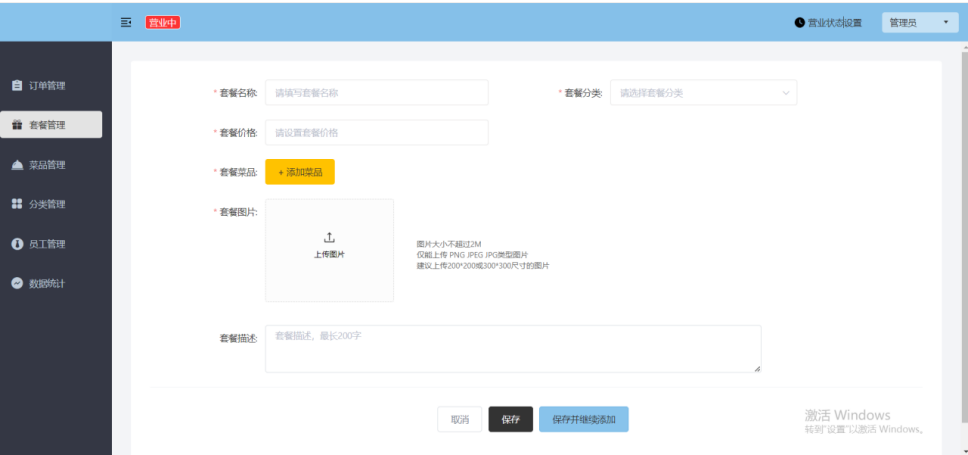 营业中
营业状态设置
管理员
订单管理
套餐管理
菜品管理
分类管理
员工管理
数据统计
* 套餐名称: 请填写套餐名称
* 套餐分类: 请选择套餐分类
* 套餐价格: 请设置套餐价格
* 套餐菜品: + 添加菜品
* 套餐图片:
上传图片
图片大小不超过2M
仅能上传 PNG JPEG JPG类型图片
建议上传200*200或300*300尺寸的图片
套餐描述: 套餐描述，最长200字
取消 保存 保存并继续添加
激活 Windows
转到"设置"以激活 Windows。